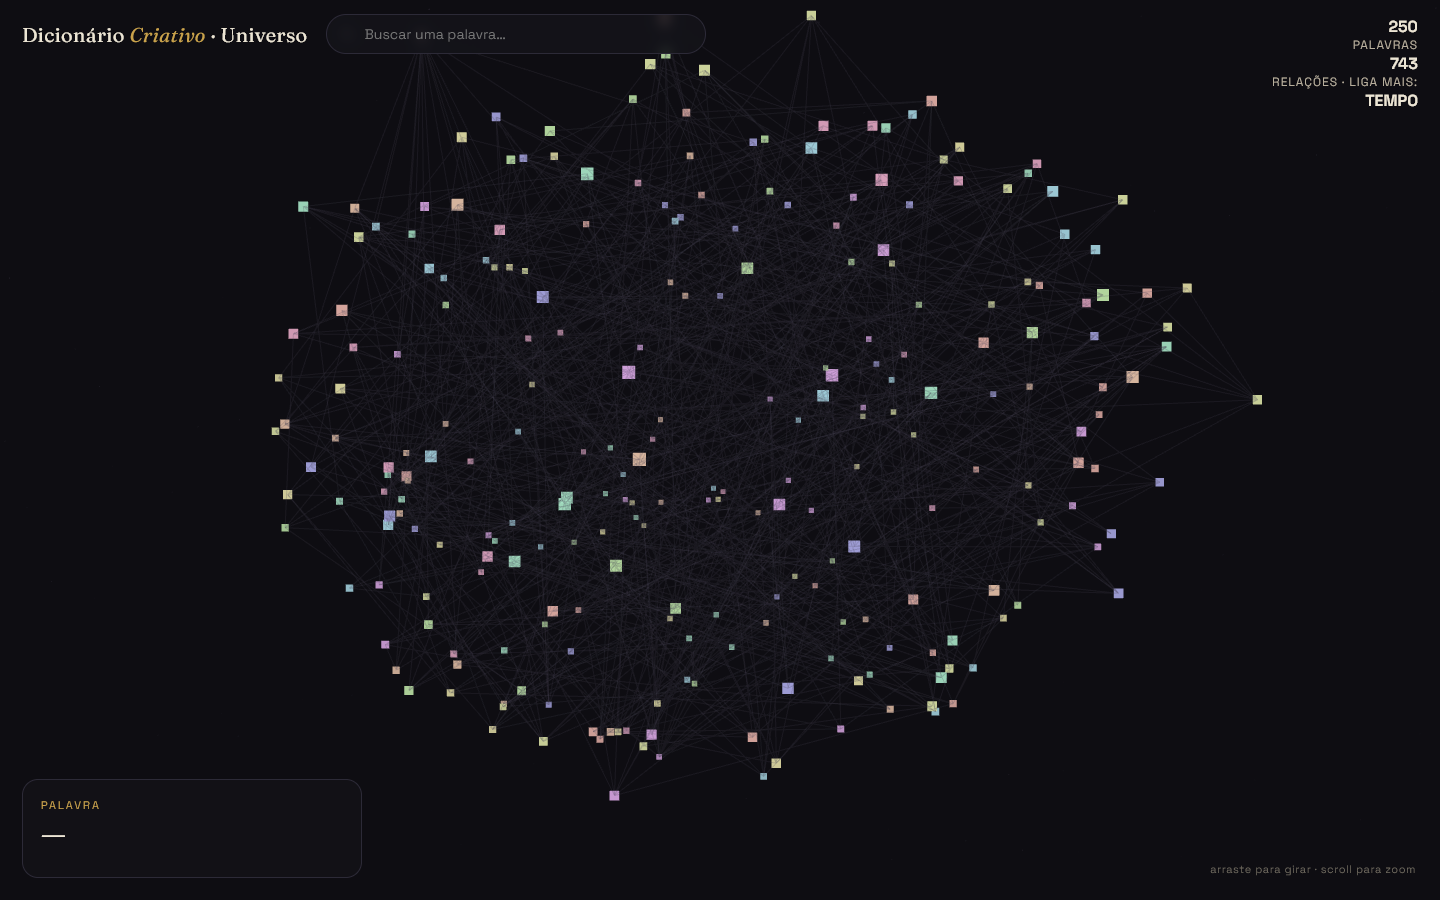 Dicionário Criativo · Universo
Buscar uma palavra...
250
PALAVRAS
743
RELAÇÕES · LIGA MAIS:
TEMPO
PALAVRA
—
arraste para girar · scroll para zoom